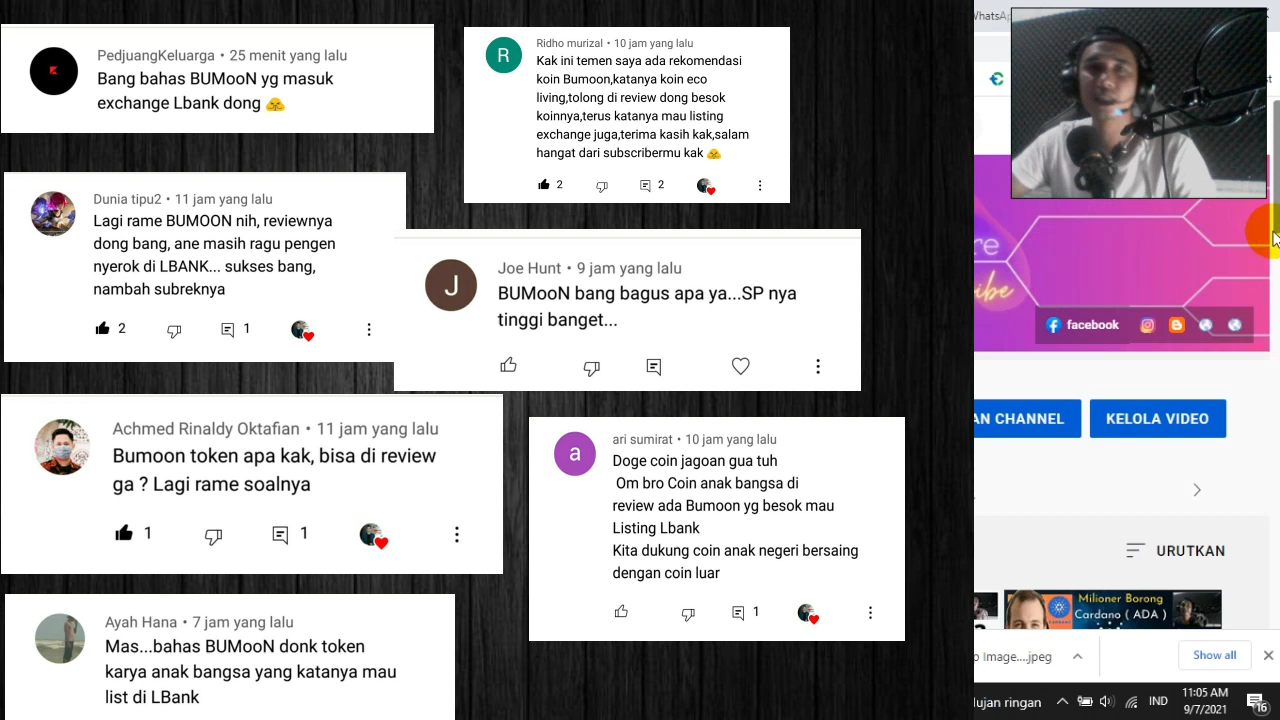 PedjuangKeluarga • 25 menit yang lalu
Bang bahas BUMooN yg masuk
exchange Lbank dong
R
Ridho murizal • 10 jam yang lalu
Kak ini temen saya ada rekomendasi
koin Bumoon,katanya koin eco
living,tolong di review dong besok
koinnya,terus katanya mau listing
exchange juga,terima kasih kak,salam
hangat dari subscribermu kak
2
2
Dunia tipu2 • 11 jam yang lalu
Lagi rame BUMOON nih, reviewnya
dong bang, ane masih ragu pengen
nyerok di LBANK... sukses bang,
nambah subreknya
2
1
J
Joe Hunt • 9 jam yang lalu
BUMooN bang bagus apa ya...SP nya
tinggi banget...
Achmed Rinaldy Oktafian • 11 jam yang lalu
Bumoon token apa kak, bisa di review
ga ? Lagi rame soalnya
1
1
a
ari sumirat • 10 jam yang lalu
Doge coin jagoan gua tuh
Om bro Coin anak bangsa di
review ada Bumoon yg besok mau
Listing Lbank
Kita dukung coin anak negeri bersaing
dengan coin luar
1
Ayah Hana • 7 jam yang lalu
Mas...bahas BUMooN donk token
karya anak bangsa yang katanya mau
list di LBank
WhatsA
st
re
ibe
facebook
AN CHANNEL
KELOLA VIDEO
URUTKAN
Milioner Borong
Cardano ( ADA )
o Image....jpeg
Show all
ujan ringan
IND
11:05 AM
9/7/2021
16